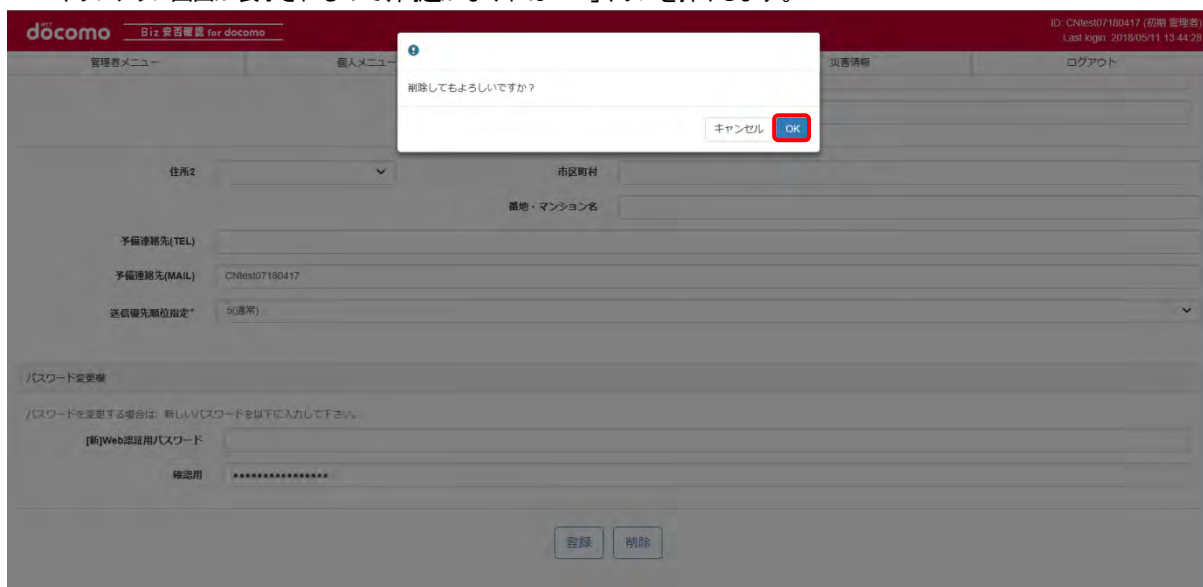 NTT
döcomo Biz 安否確認 for docomo
ID: CNtest07180417 (初期 管理者)
Last login: 2018/05/11 13:44:28
管理者メニュー 個人メニュー 災害情報 ログアウト
削除してもよろしいですか？
キャンセル OK
住所2 市区町村
番地・マンション名
予備連絡先(TEL)
予備連絡先(MAIL) CNtest07180417
送信優先順位指定* 5(通常)
パスワード変更欄
パスワードを変更する場合は、新しいパスワードを以下に入力して下さい。
[新]Web認証用パスワード
確認用 ••••••••••••••••
登録 削除